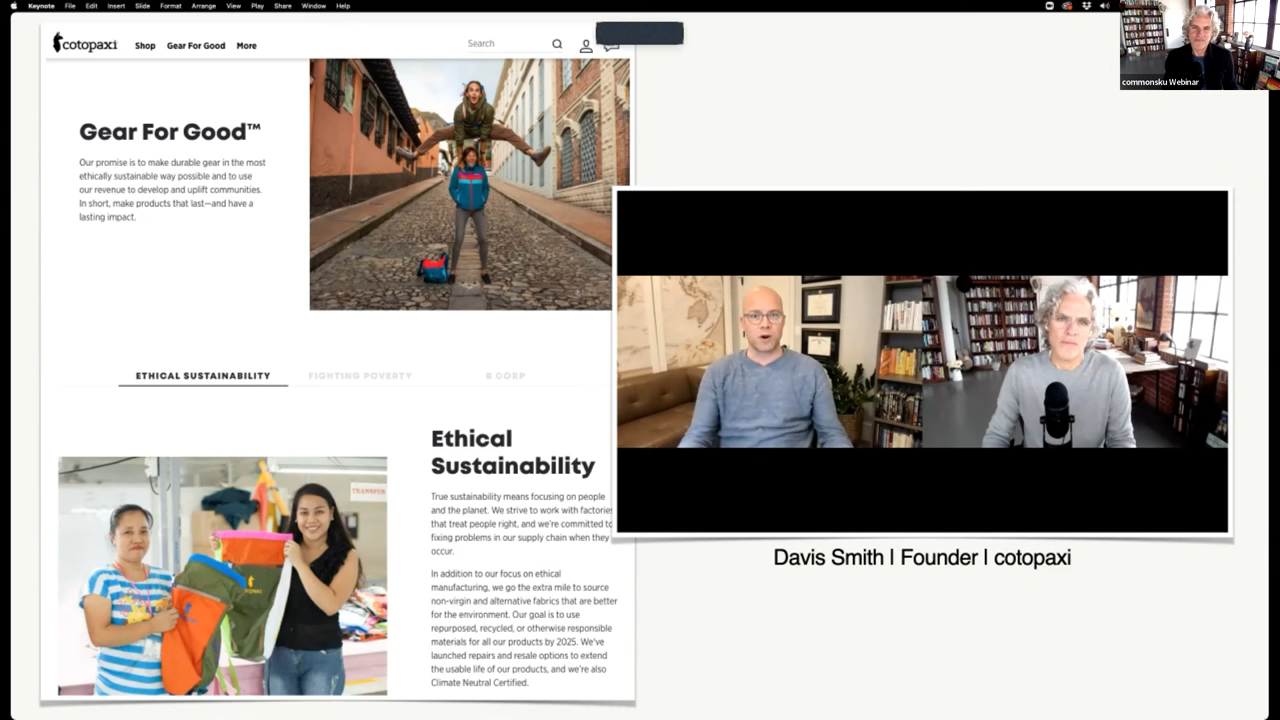 Keynote File Edit Insert Slide Format Arrange View Play Share Window Help
commonsku Webinar
cotopaxi Shop Gear For Good More Search
Gear For Good™
Our promise is to make durable gear in the most
ethically sustainable way possible and to use
our revenue to develop and uplift communities.
In short, make products that last—and have a
lasting impact.
ETHICAL SUSTAINABILITY FIGHTING POVERTY B CORP
Ethical
Sustainability
True sustainability means focusing on people
and the planet. We strive to work with factories
that treat people right, and we're committed to
fixing problems in our supply chain when they
occur.
In addition to our focus on ethical
manufacturing, we go the extra mile to source
non-virgin and alternative fabrics that are better
for the environment. Our goal is to use
repurposed, recycled, or otherwise responsible
materials for all our products by 2025. We've
launched repairs and resale options to extend
the usable life of our products, and we're also
Climate Neutral Certified.
TRANSFER
Davis Smith | Founder | cotopaxi